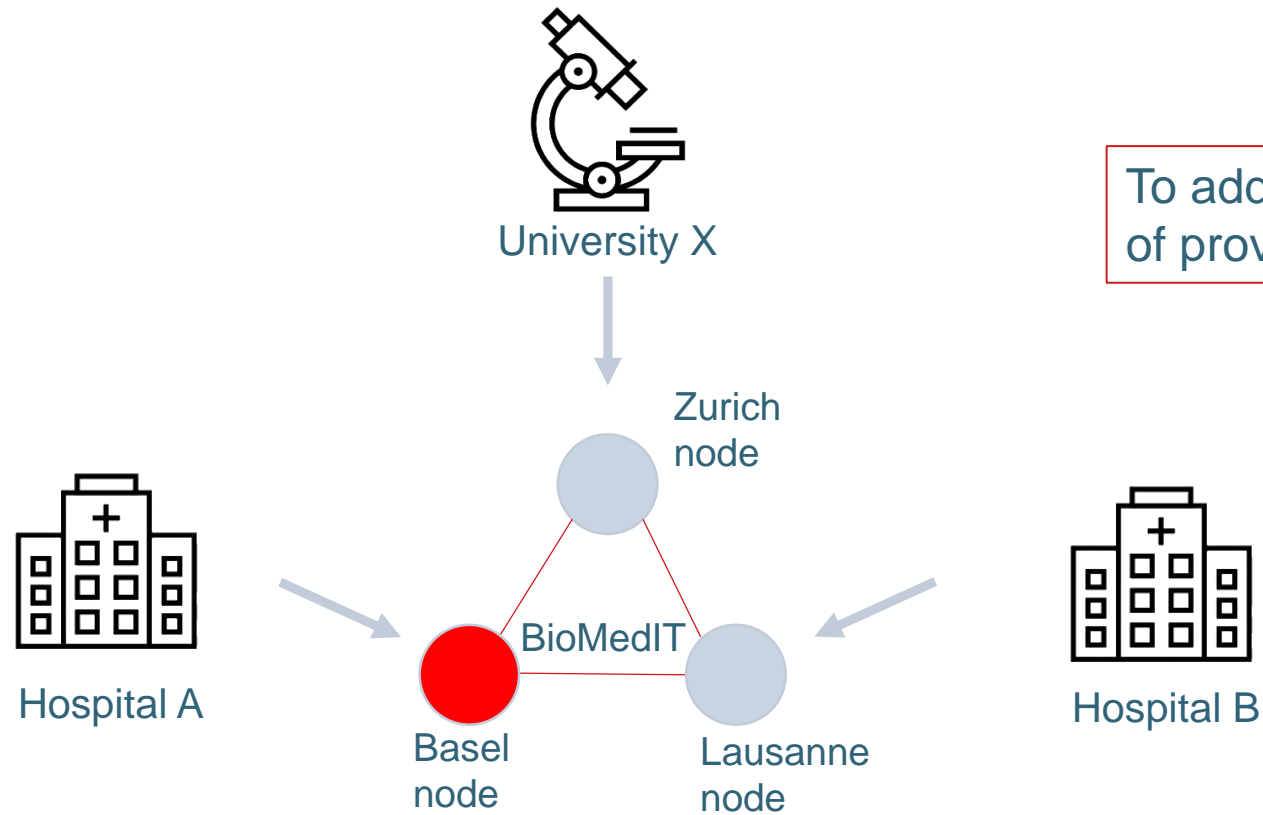 University X
To add
of prov
Zurich
node
BioMedIT
Hospital A
Hospital B
Basel
node
Lausanne
node